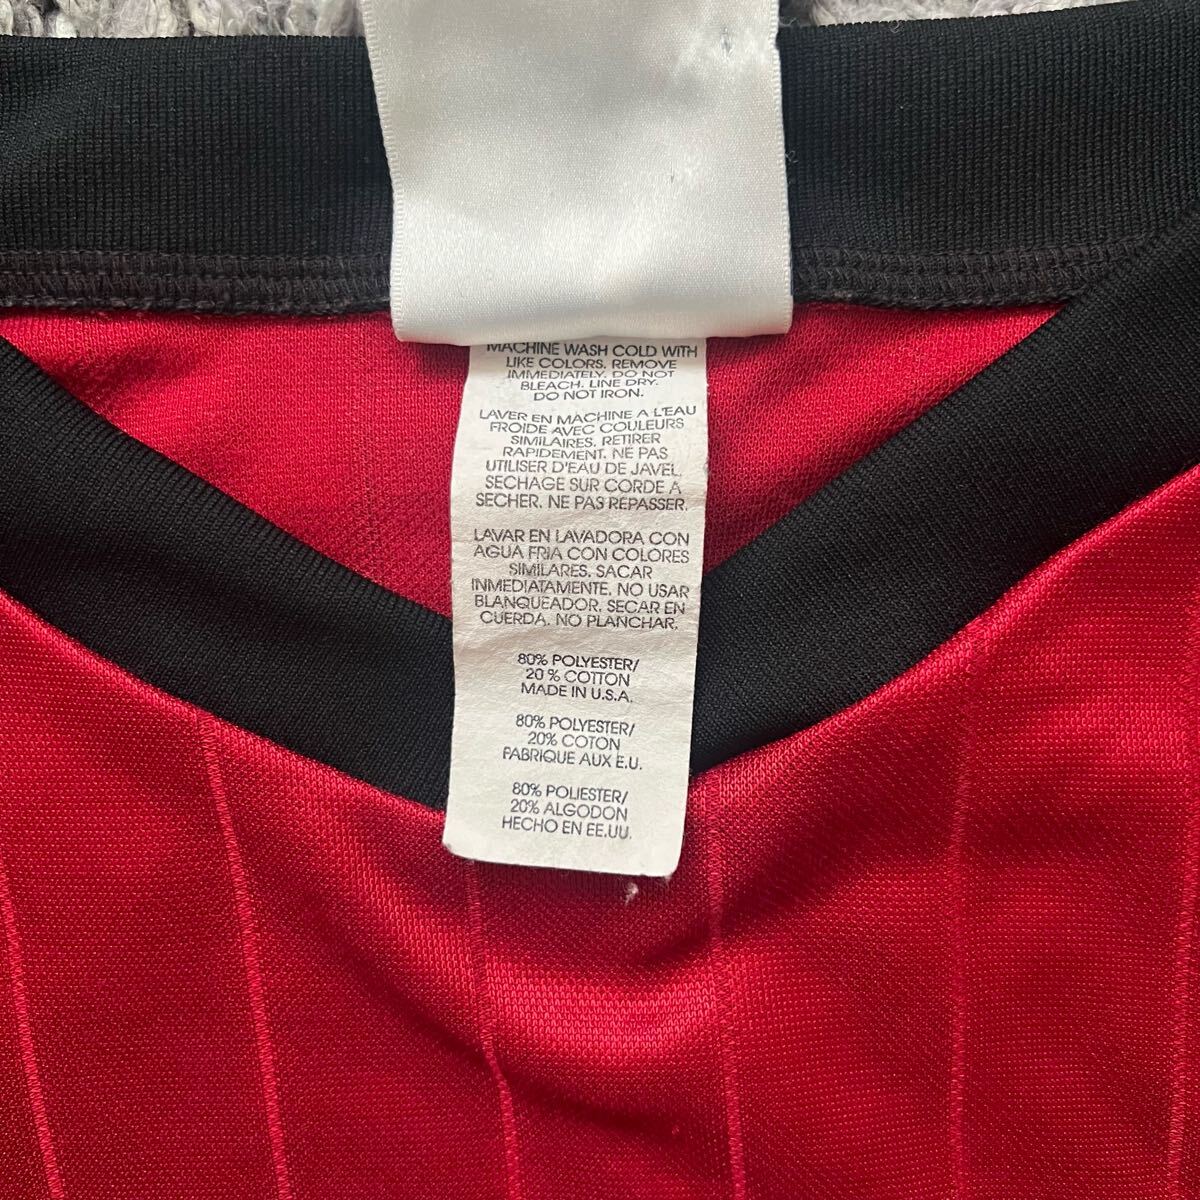 MACHINE WASH COLD WITH
LIKE COLORS. REMOVE
IMMEDIATELY. DO NOT
BLEACH. LINE DRY.
DO NOT IRON.
LAVER EN MACHINE A L'EAU
FROIDE AVEC COULEURS
SIMILAIRES. RETIRER
RAPIDEMENT. NE PAS
UTILISER D'EAU DE JAVEL.
SECHAGE SUR CORDE A
SECHER. NE PAS REPASSER.
LAVAR EN LAVADORA CON
AGUA FRIA CON COLORES
SIMILARES. SACAR
INMEDIATAMENTE. NO USAR
BLANQUEADOR. SECAR EN
CUERDA. NO PLANCHAR.
80% POLYESTER/
20% COTTON
MADE IN U.S.A.
80% POLYESTER/
20% COTON
FABRIQUE AUX E.U.
80% POLIESTER/
20% ALGODON
HECHO EN EE.UU.